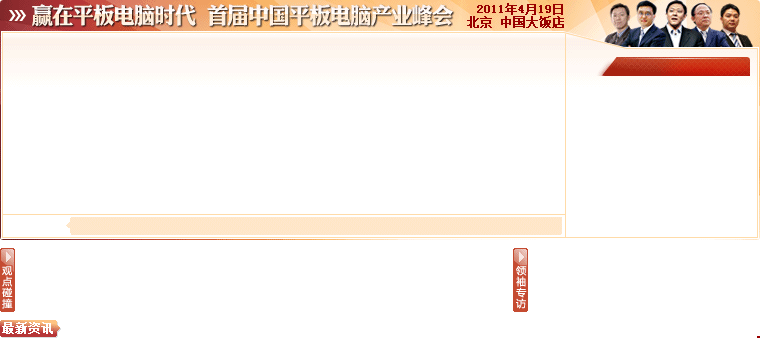 赢在平板电脑时代 首届中国平板电脑产业峰会
2011年4月19日
北京 中国大饭店
观点碰撞
领袖专访
最新资讯